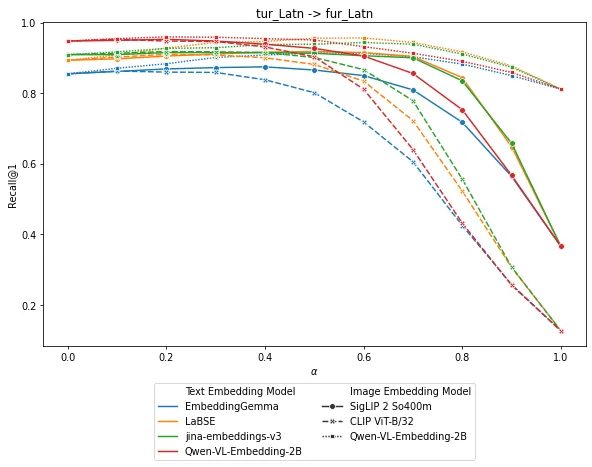 tur_Latn -> fur_Latn
Recall@1
1.0
0.8
0.6
0.4
0.2
0.0 0.2 0.4 0.6 0.8 1.0
α
Text Embedding Model Image Embedding Model
EmbeddingGemma SigLIP 2 So400m
LaBSE CLIP ViT-B/32
jina-embeddings-v3 Qwen-VL-Embedding-2B
Qwen-VL-Embedding-2B